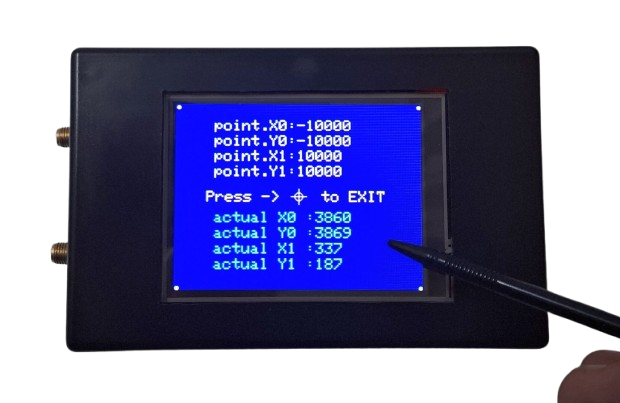 point.X0:-10000
point.Y0:-10000
point.X1:10000
point.Y1:10000
Press -> to EXIT
actual X0 :3860
actual Y0 :3869
actual X1 :337
actual Y1 :187